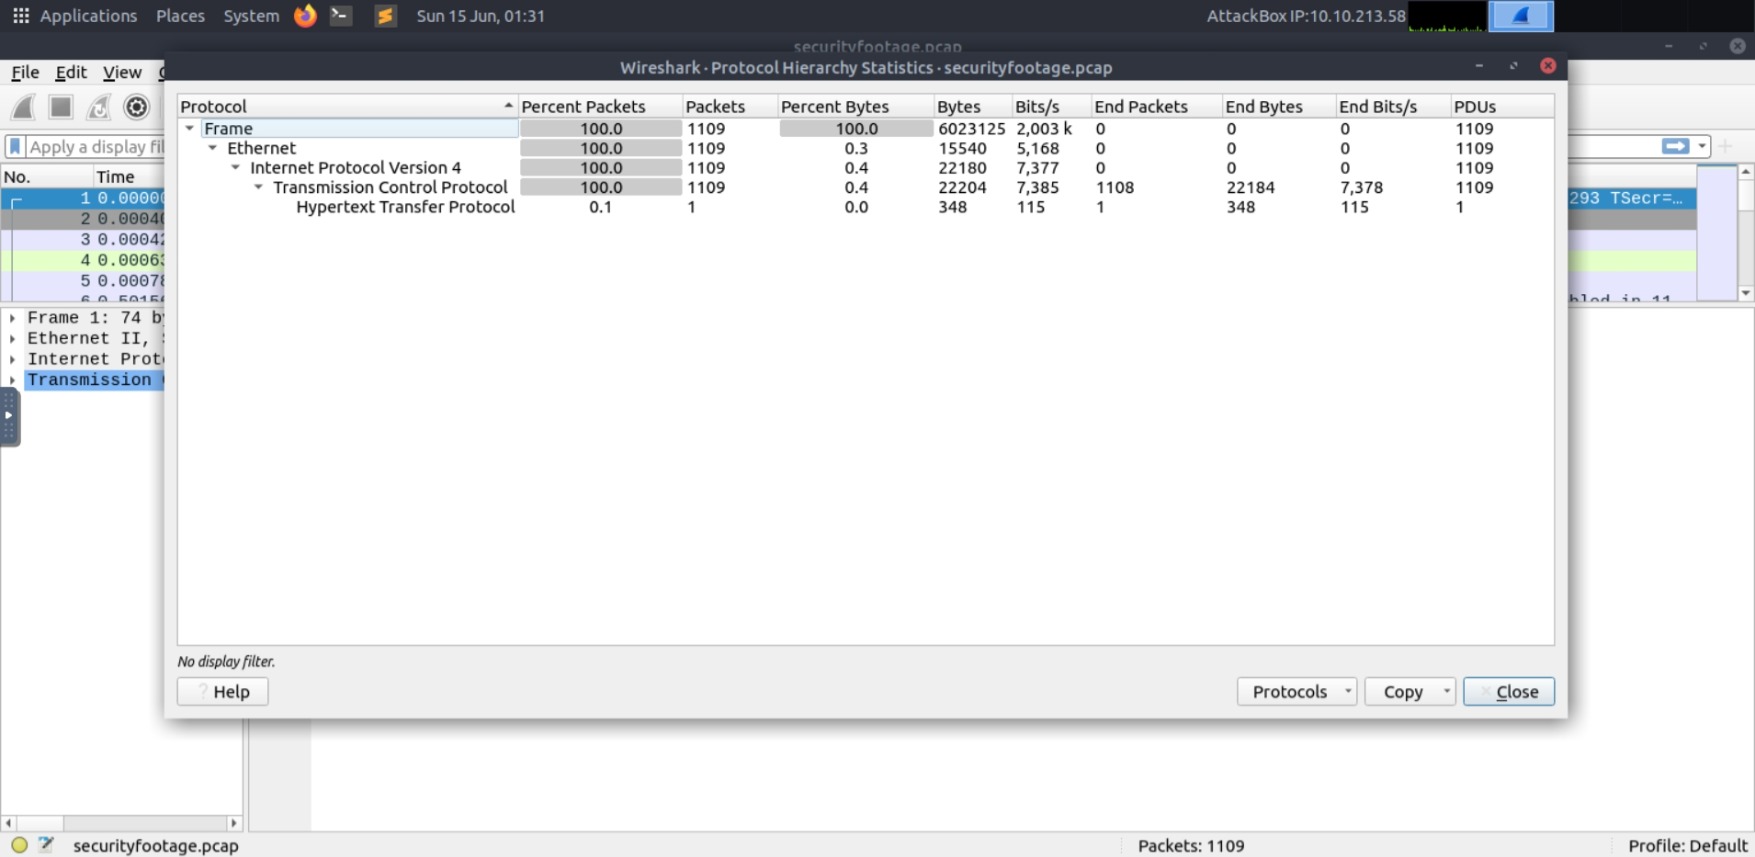 Applications Places System Sun 15 Jun, 01:31 AttackBox IP:10.10.213.58
securityfootage.pcap
Wireshark · Protocol Hierarchy Statistics · securityfootage.pcap
File Edit View
Protocol Percent Packets Packets Percent Bytes Bytes Bits/s End Packets End Bytes End Bits/s PDUs
Frame 100.0 1109 100.0 6023125 2,003 k 0 0 0 1109
Ethernet 100.0 1109 0.3 15540 5,168 0 0 0 1109
Internet Protocol Version 4 100.0 1109 0.4 22180 7,377 0 0 0 1109
Transmission Control Protocol 100.0 1109 0.4 22204 7,385 1108 22184 7,378 1109
Hypertext Transfer Protocol 0.1 1 0.0 348 115 1 348 115 1
Apply a display fil
No. Time
1 0.0000 293 TSecr=…
2 0.0004
3 0.00042
4 0.00063
5 0.00078
Frame 1: 74 b
Ethernet II,
Internet Prot
Transmission
No display filter.
? Help Protocols Copy Close
securityfootage.pcap Packets: 1109 Profile: Default